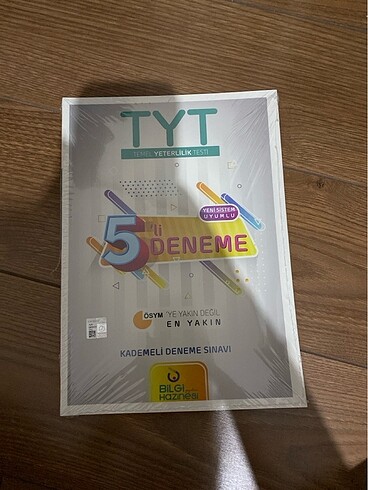 TYT
TEMEL YETERLİLİK TESTİ
YENİ SİSTEM
UYUMLU
5'li
DENEME
ÖSYM 'YE YAKIN DEĞİL
EN YAKIN
KADEMELİ DENEME SINAVI
BİLGİ
HAZİNESİ